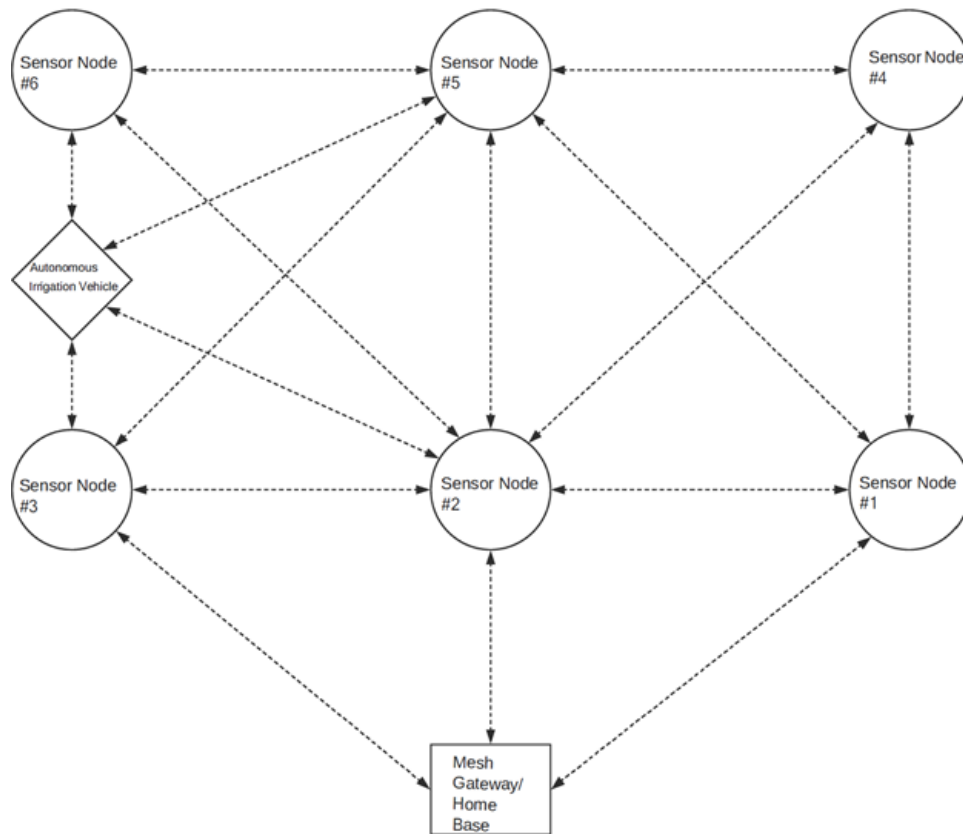 Sensor Node
#6
Sensor Node
#5
Sensor Node
#4
Autonomous
Irrigation Vehicle
Sensor Node
#3
Sensor Node
#2
Sensor Node
#1
Mesh
Gateway/
Home
Base